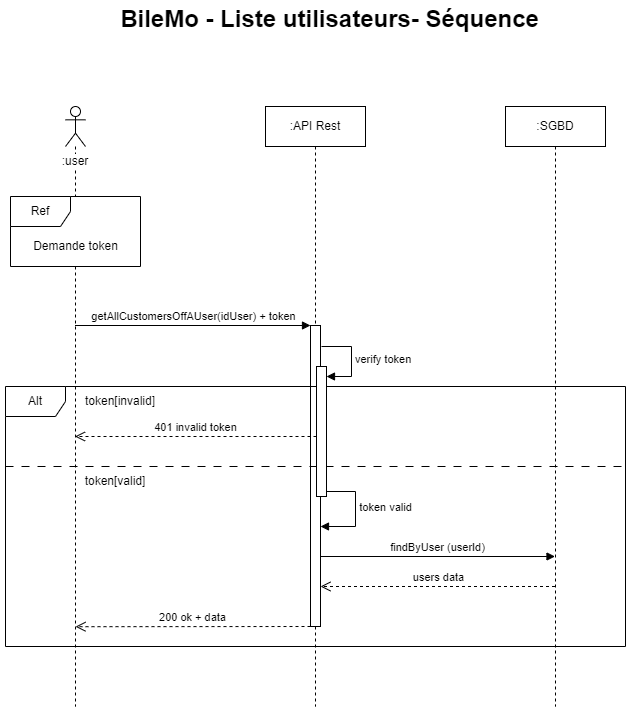 BileMo - Liste utilisateurs- Séquence
:user
:API Rest
:SGBD
Ref
Demande token
getAllCustomersOffAUser(idUser) + token
verify token
Alt
token[invalid]
401 invalid token
token[valid]
token valid
findByUser (userId)
users data
200 ok + data